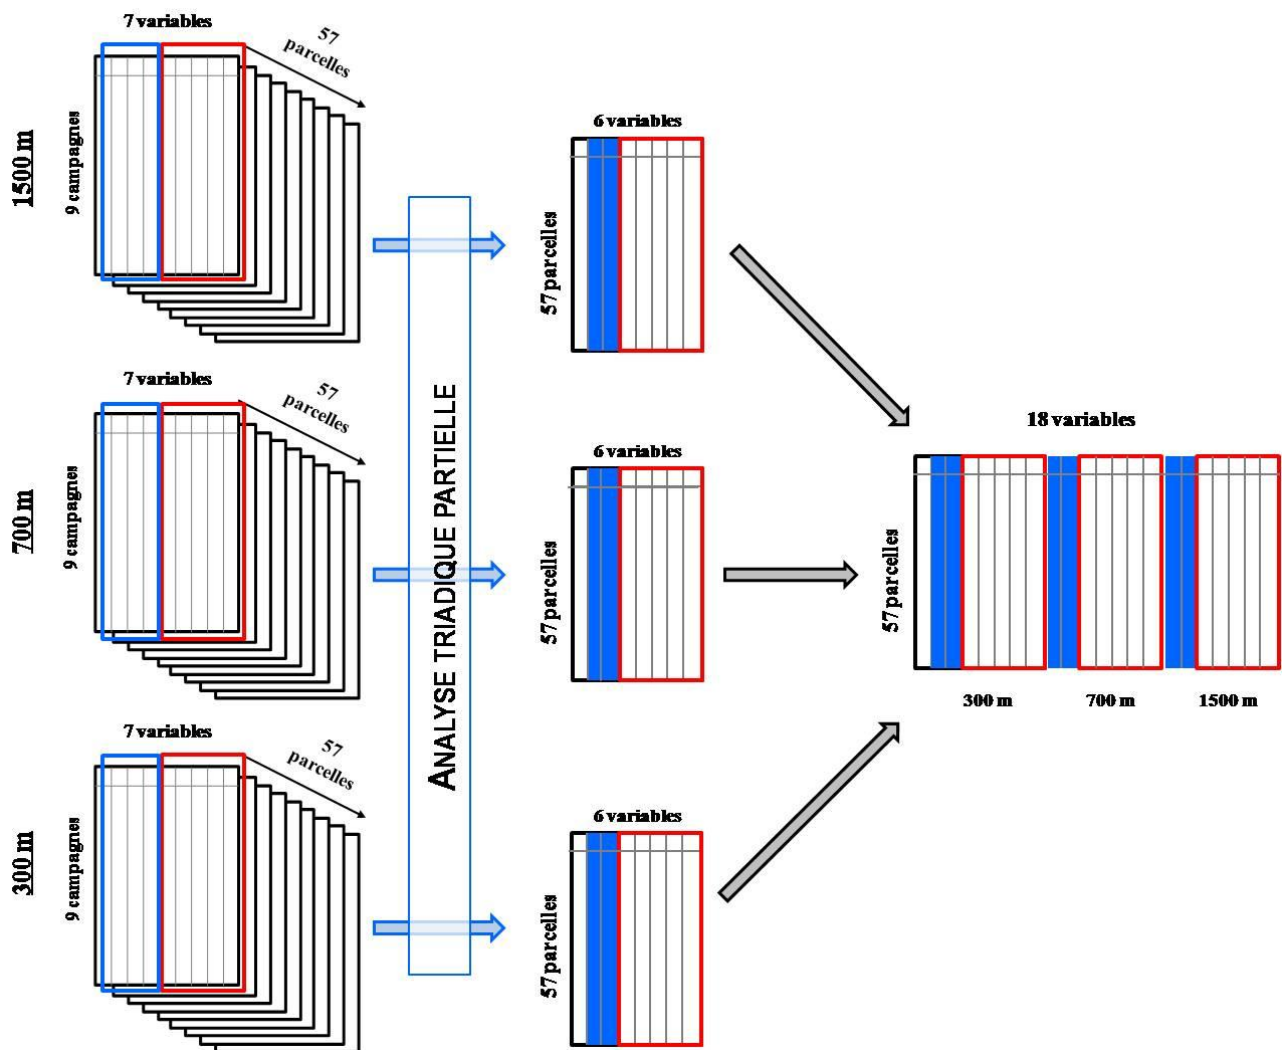 7 variables
57
parcelles
1500 m
9 campagnes
6 variables
57 parcelles
7 variables
57
parcelles
700 m
9 campagnes
ANALYSE TRIADIQUE PARTIELLE
6 variables
57 parcelles
18 variables
57 parcelles
300 m
700 m
1500 m
7 variables
57
parcelles
300 m
9 campagnes
6 variables
57 parcelles